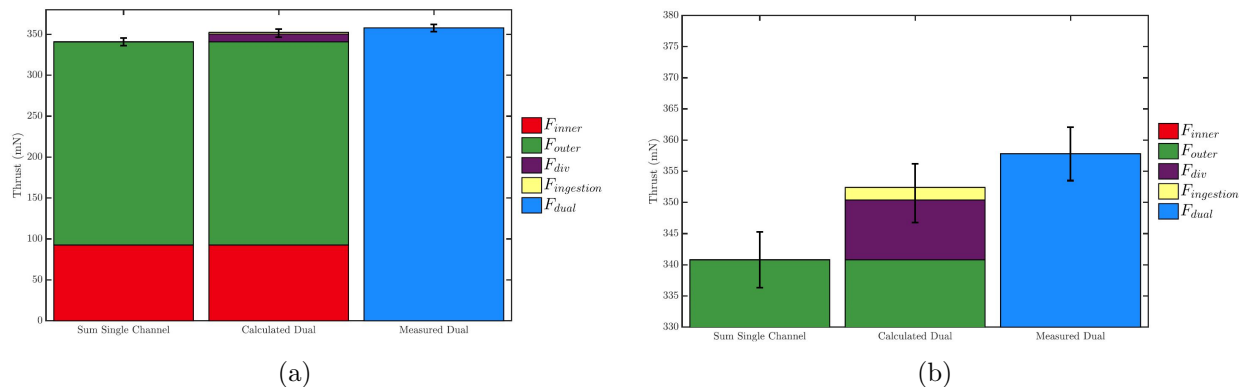 350
300
250
200
150
100
50
0
Thrust (mN)
Sum Single Channel
Calculated Dual
Measured Dual
F_inner
F_outer
F_div
F_ingestion
F_dual
(a)
380
375
370
365
360
355
350
345
340
335
330
Thrust (mN)
Sum Single Channel
Calculated Dual
Measured Dual
F_inner
F_outer
F_div
F_ingestion
F_dual
(b)